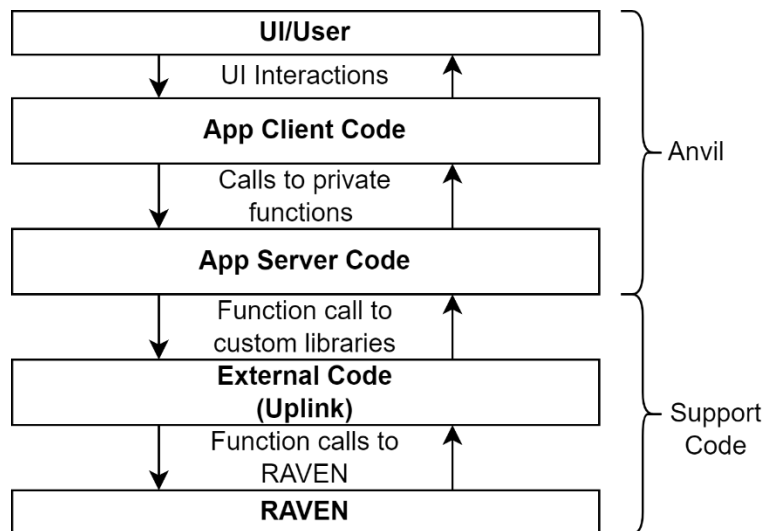 UI/User
UI Interactions
App Client Code
Calls to private
functions
App Server Code
Function call to
custom libraries
External Code
(Uplink)
Function calls to
RAVEN
RAVEN
Anvil
Support
Code